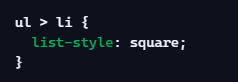 ul > li {
  list-style: square;
}